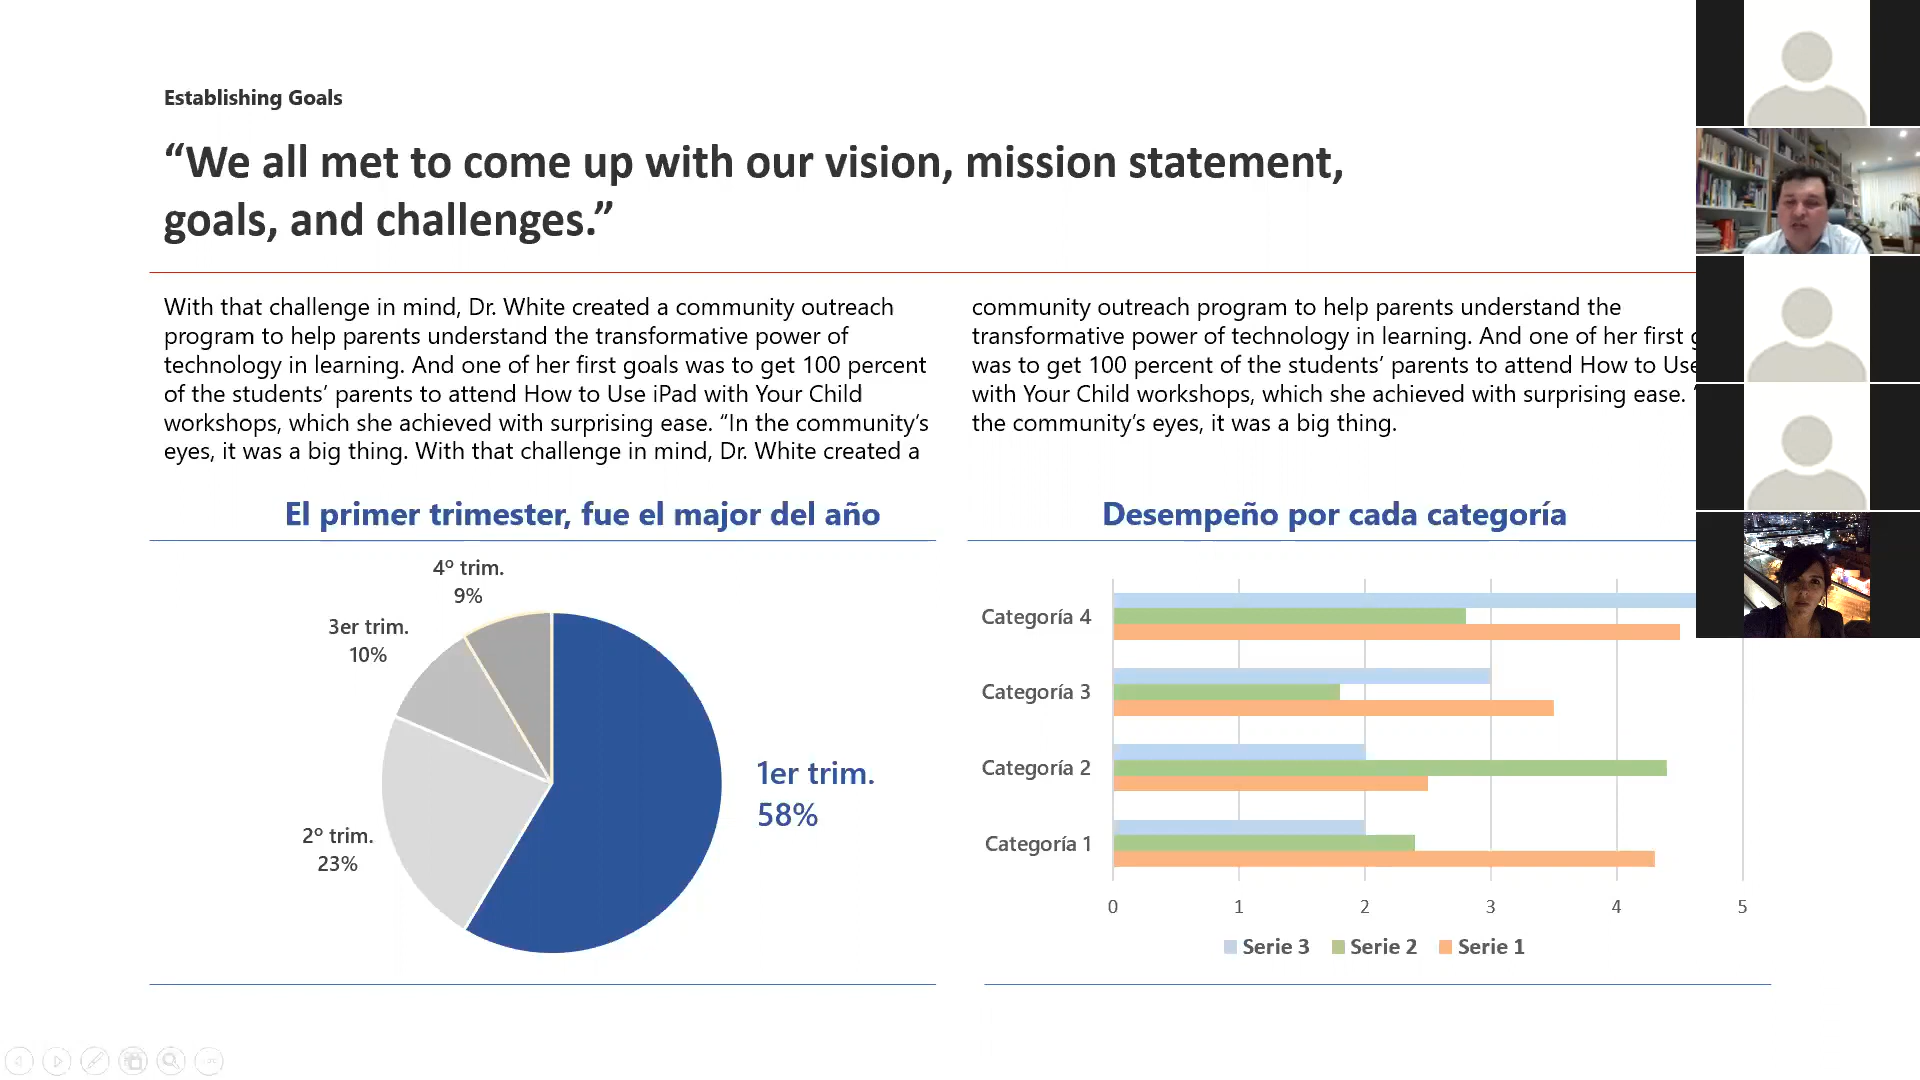 Establishing Goals
“We all met to come up with our vision, mission statement,
goals, and challenges.”
With that challenge in mind, Dr. White created a community outreach
program to help parents understand the transformative power of
technology in learning. And one of her first goals was to get 100 percent
of the students’ parents to attend How to Use iPad with Your Child
workshops, which she achieved with surprising ease. “In the community’s
eyes, it was a big thing. With that challenge in mind, Dr. White created a
community outreach program to help parents understand the
transformative power of technology in learning. And one of her first
was to get 100 percent of the students’ parents to attend How to Use
with Your Child workshops, which she achieved with surprising ease.
the community’s eyes, it was a big thing.
El primer trimester, fue el major del año
4º trim.
9%
3er trim.
10%
2º trim.
23%
1er trim.
58%
Desempeño por cada categoría
Categoría 4
Categoría 3
Categoría 2
Categoría 1
0 1 2 3 4 5
Serie 3 Serie 2 Serie 1